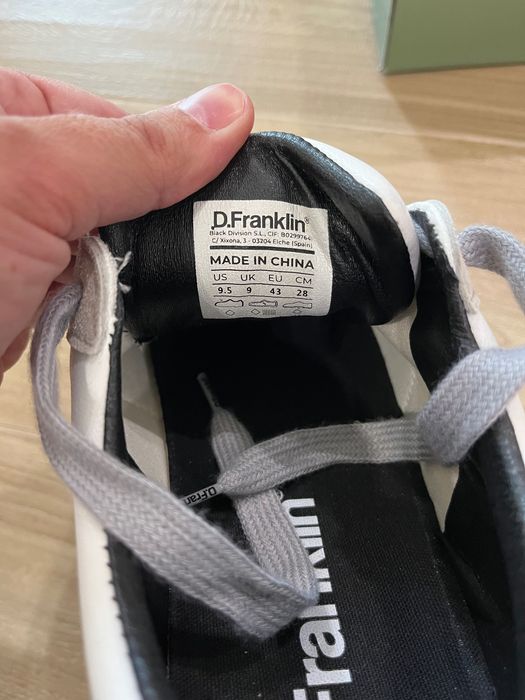 D.Franklin®
Black Division S.L., CIF: B0299764
C/ Xixona, 3 - 03204 Elche (Spain)
MADE IN CHINA
US UK EU CM
9.5 9 43 28
D.Fran
Franklin